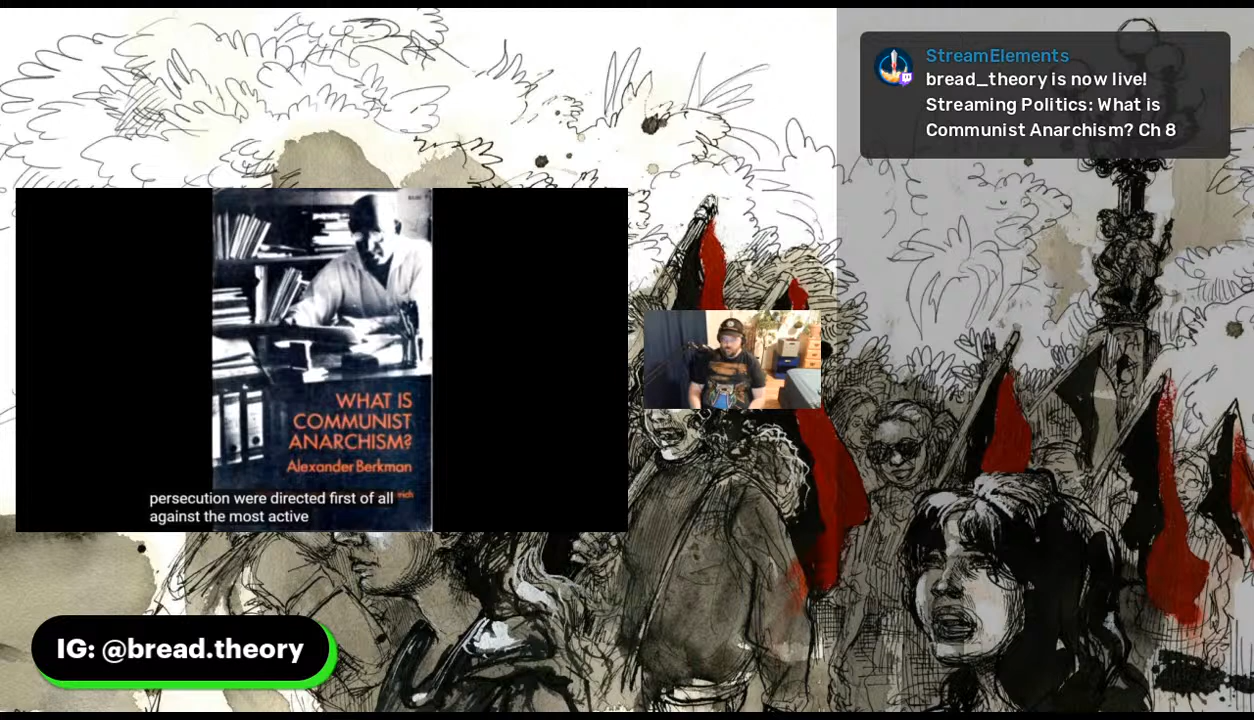 StreamElements
bread_theory is now live!
Streaming Politics: What is
Communist Anarchism? Ch 8
WHAT IS
COMMUNIST
ANARCHISM?
Alexander Berkman
persecution were directed first of all
against the most active
IG: @bread.theory